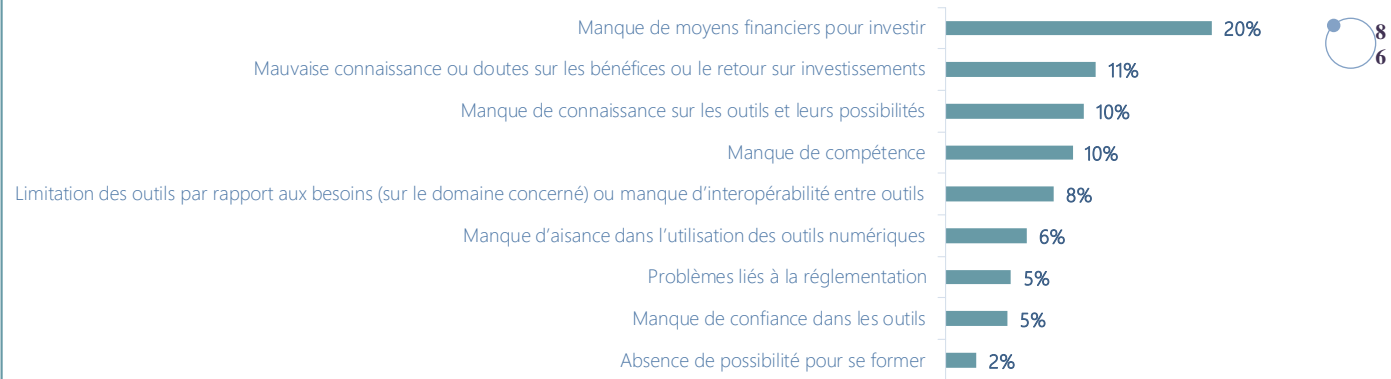 Manque de moyens financiers pour investir 20%
Mauvaise connaissance ou doutes sur les bénéfices ou le retour sur investissements 11%
Manque de connaissance sur les outils et leurs possibilités 10%
Manque de compétence 10%
Limitation des outils par rapport aux besoins (sur le domaine concerné) ou manque d'interopérabilité entre outils 8%
Manque d'aisance dans l'utilisation des outils numériques 6%
Problèmes liés à la réglementation 5%
Manque de confiance dans les outils 5%
Absence de possibilité pour se former 2%
8
6